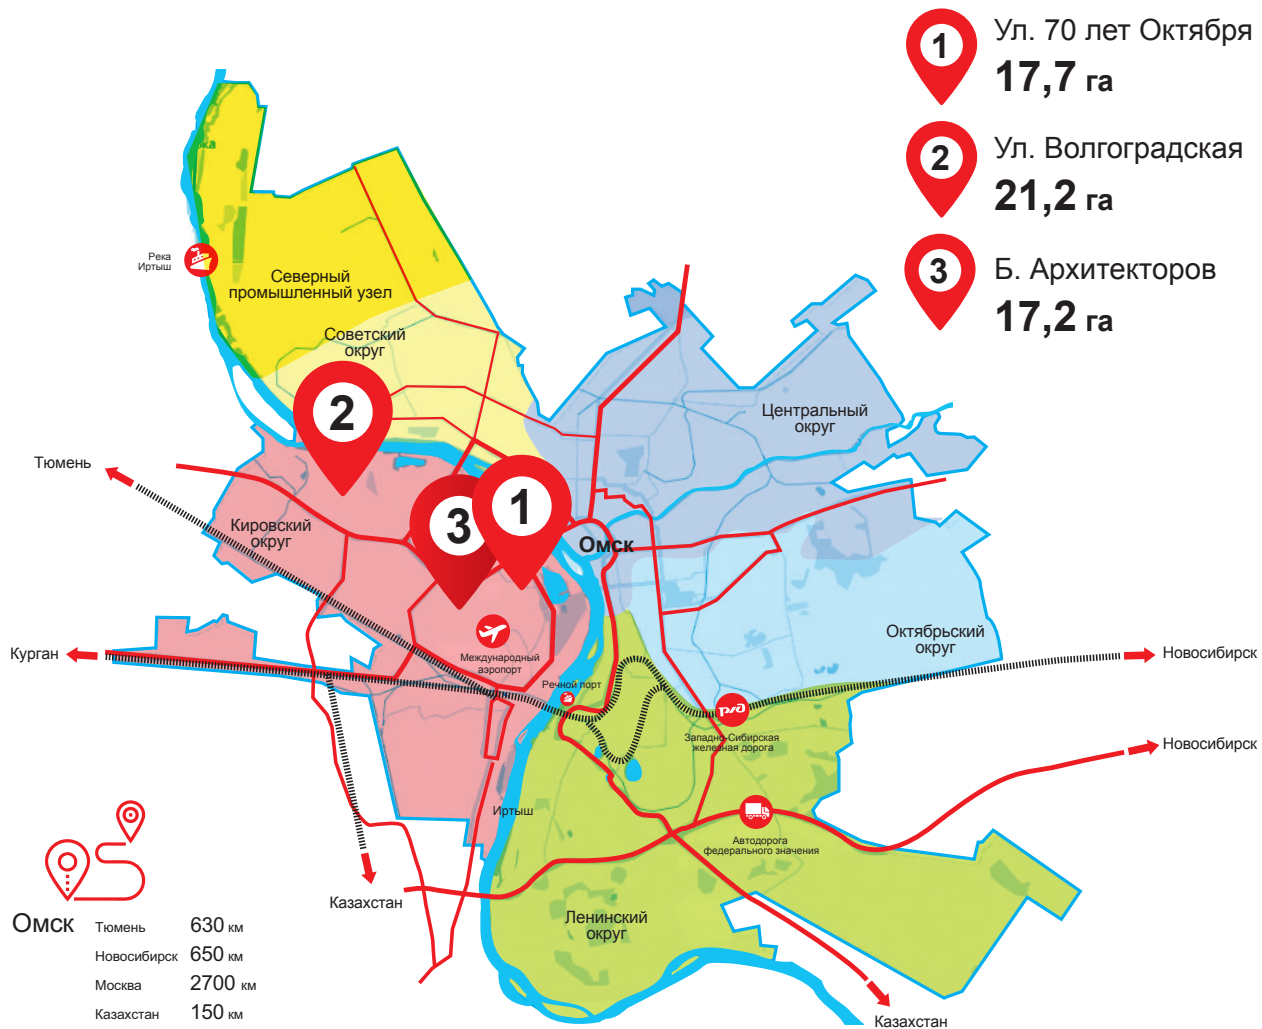 1
Ул. 70 лет Октября
17,7 га
2
Ул. Волгоградская
21,2 га
3
Б. Архитекторов
17,2 га
Река
Иртыш
Северный
промышленный узел
Советский
округ
2
Центральный
округ
Тюмень
3
1
Кировский
округ
Омск
Октябрьский
округ
Курган
Международный
аэропорт
Новосибирск
Речной порт
ржд
Западно-Сибирская
железная дорога
Новосибирск
Иртыш
Автодорога
федерального значения
Казахстан
Ленинский
округ
Казахстан
Омск
Тюмень 630 км
Новосибирск 650 км
Москва 2700 км
Казахстан 150 км